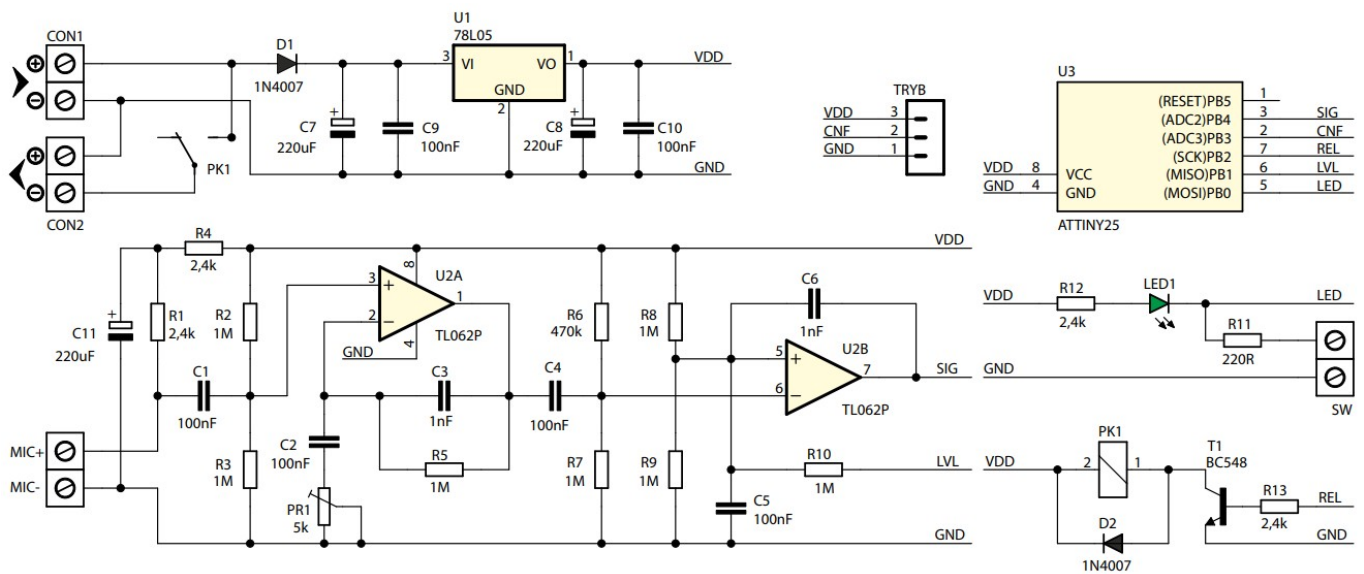 CON1
CON2
PK1
D1
1N4007
C7
220uF
C9
100nF
U1
78L05
3 VI VO 1
GND
2
C8
220uF
C10
100nF
VDD
GND
TRYB
VDD 3
CNF 2
GND 1
U3
(RESET)PB5 1
(ADC2)PB4 3 SIG
(ADC3)PB3 2 CNF
(SCK)PB2 7 REL
VDD 8 VCC (MISO)PB1 6 LVL
GND 4 GND (MOSI)PB0 5 LED
ATTINY25
R4
2,4k
VDD
C11
220uF
R1
2,4k
R2
1M
C1
100nF
R3
1M
MIC+
MIC-
8
3
U2A
1
2
TL062P
GND 4
C3
1nF
C2
100nF
R5
1M
PR1
5k
C4
100nF
R6
470k
R7
1M
R8
1M
R9
1M
C6
1nF
5
U2B
7
SIG
6
TL062P
R10
1M
LVL
C5
100nF
GND
VDD
R12
2,4k
LED1
LED
R11
220R
GND
SW
PK1
VDD
2 1
T1
BC548
R13
2,4k
REL
GND
D2
1N4007